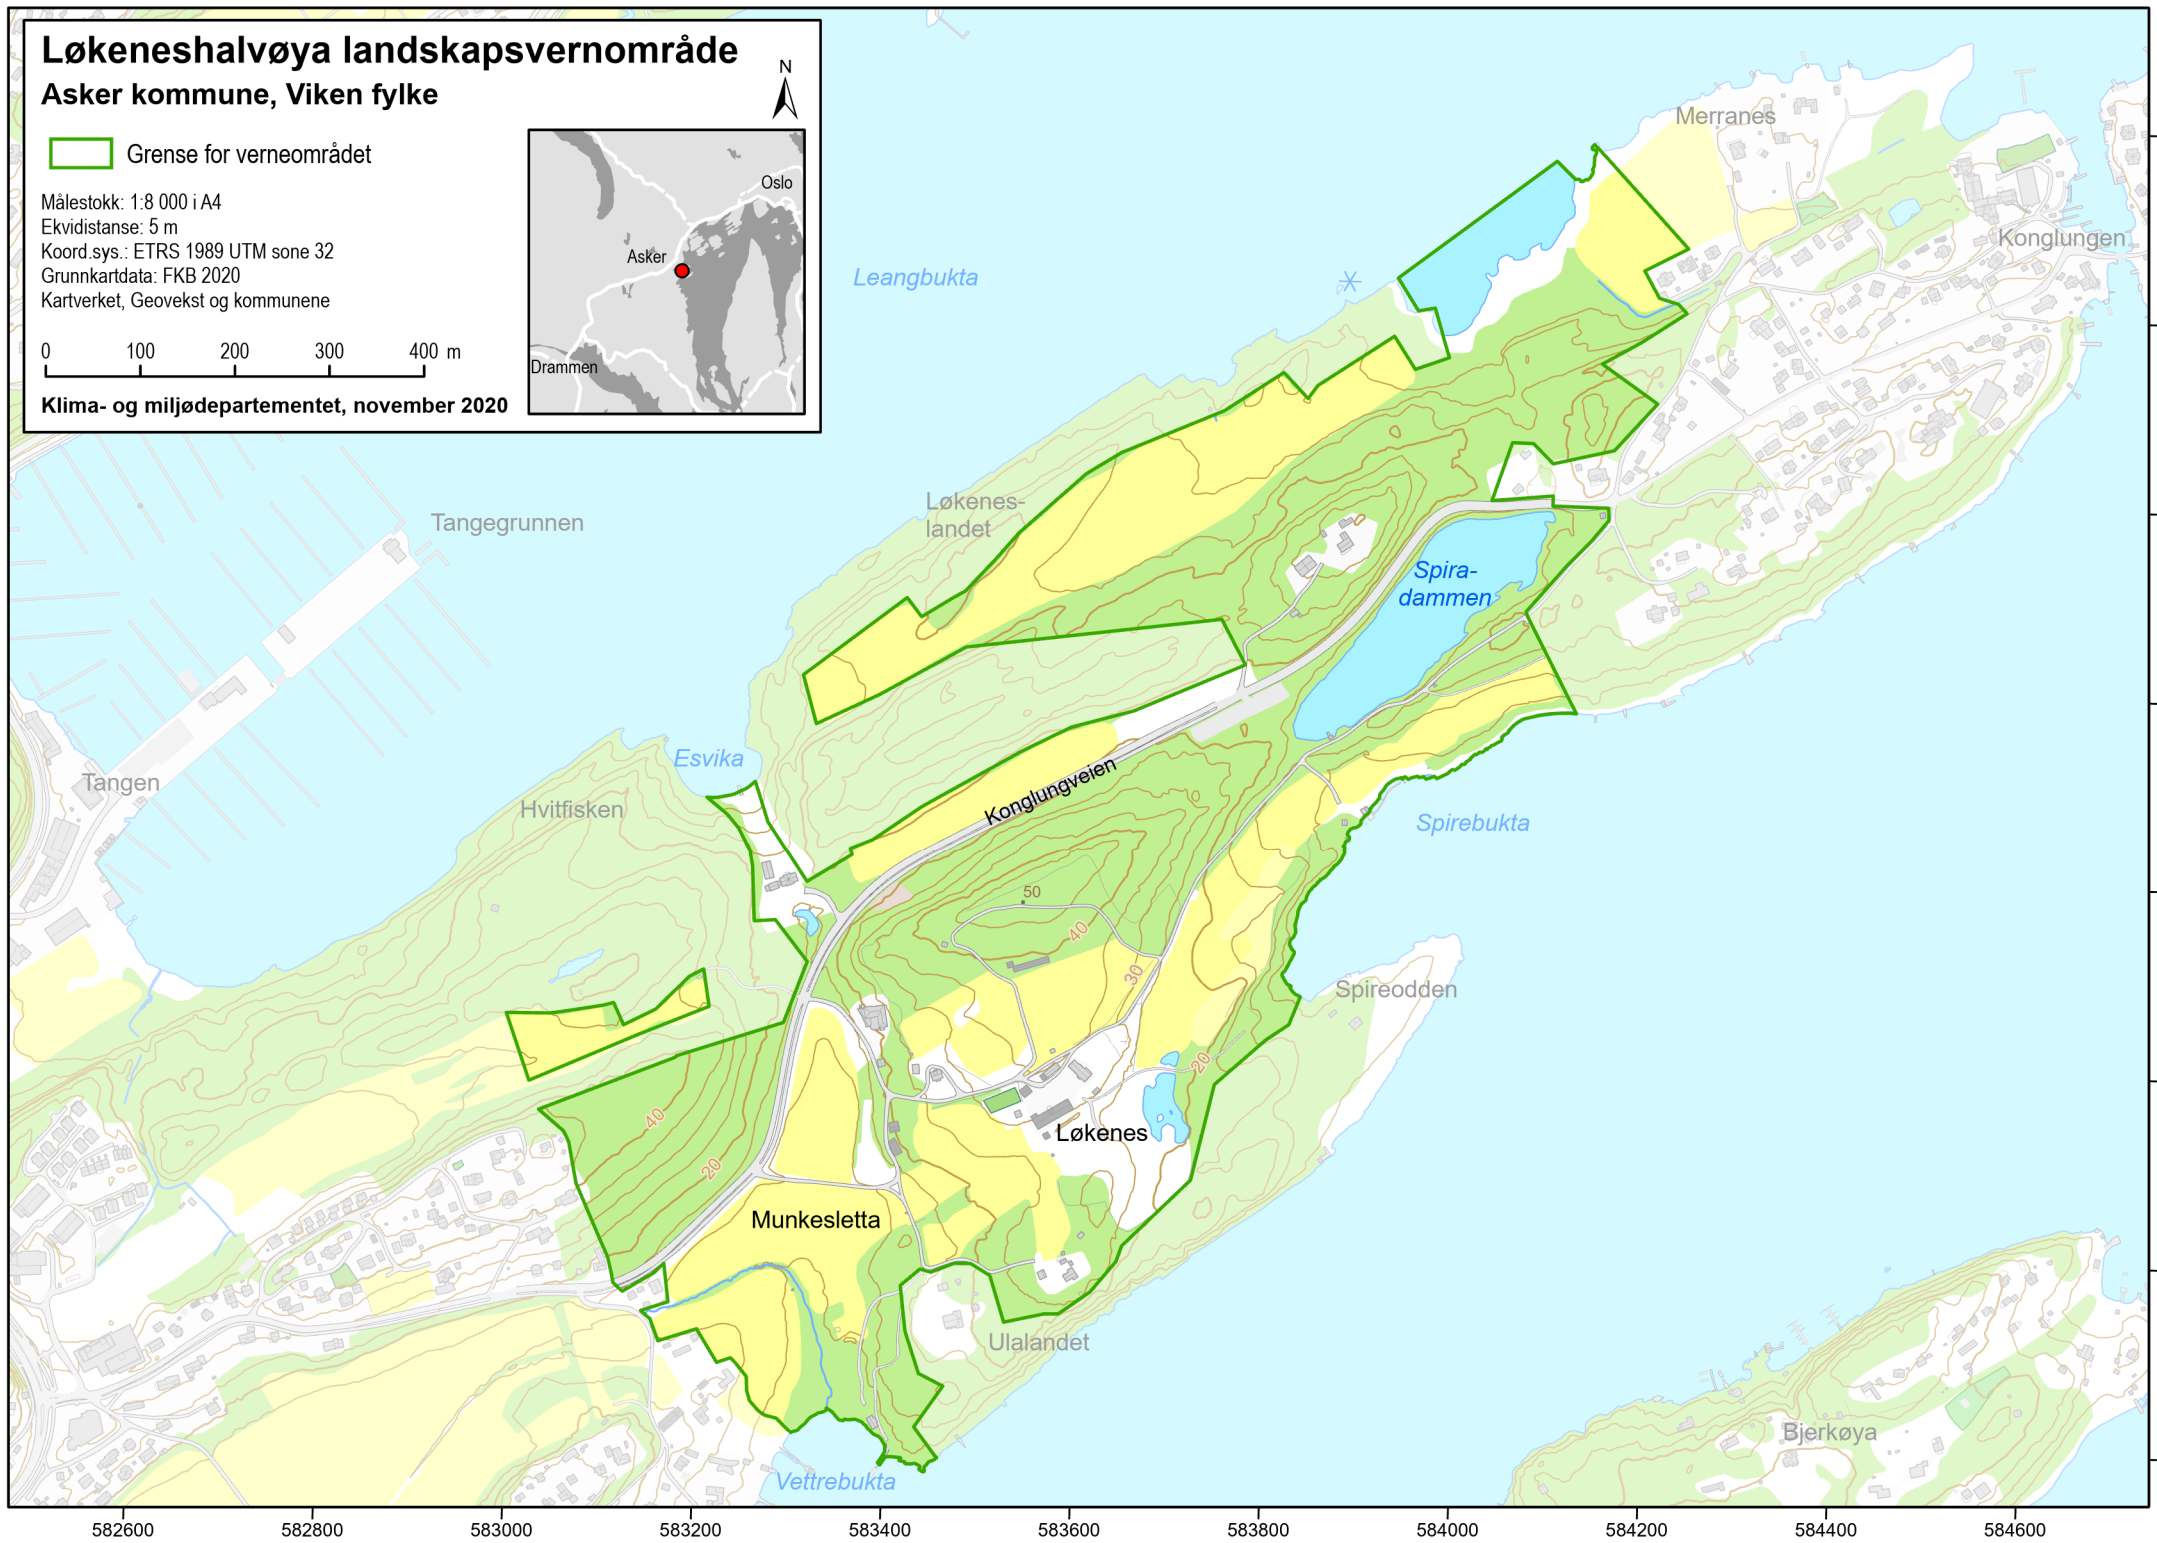 Løkeneshalvøya landskapsvernområde
Asker kommune, Viken fylke
N
Grense for verneområdet
Målestokk: 1:8 000 i A4
Ekvidistanse: 5 m
Koord.sys.: ETRS 1989 UTM sone 32
Grunnkartdata: FKB 2020
Kartverket, Geovekst og kommunene
0 100 200 300 400 m
Klima- og miljødepartementet, november 2020
Oslo
Asker
Drammen
Merranes
Konglungen
Leangbukta
Løkenes-
landet
Tangegrunnen
Spira-
dammen
Esvika
Tangen
Hvitfisken
Konglungveien
Spirebukta
50
40
30
Spireodden
20
40
Løkenes
20
Munkesletta
Ulalandet
Bjerkøya
Vettrebukta
582600 582800 583000 583200 583400 583600 583800 584000 584200 584400 584600